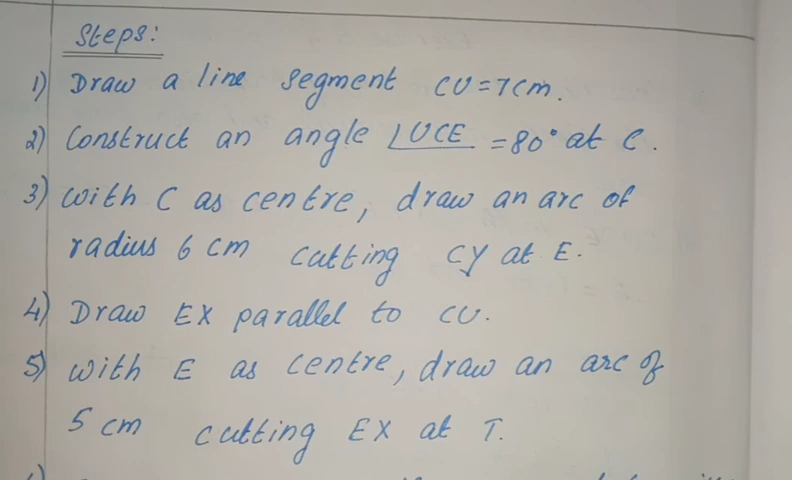 Steps:
1) Draw a line segment CU=7cm.
2) Construct an angle ∠UCE =80° at C.
3) with C as centre, draw an arc of
radius 6 cm cutting CY at E.
4) Draw EX parallel to CU.
5) with E as centre, draw an arc of
5 cm cutting EX at T.